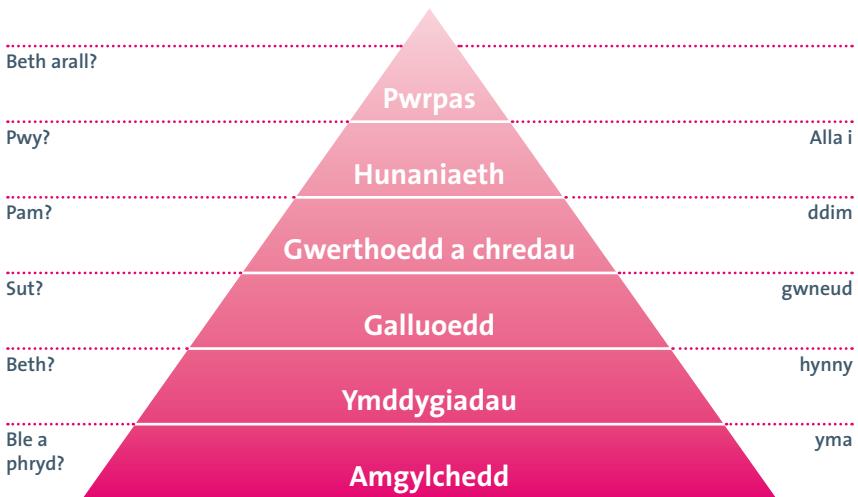 Beth arall?
Pwrpas
Pwy?
Alla i
Hunaniaeth
Pam?
ddim
Gwerthoedd a chredau
Sut?
gwneud
Galluoedd
Beth?
hynny
Ymddygiadau
Ble a
phryd?
yma
Amgylchedd